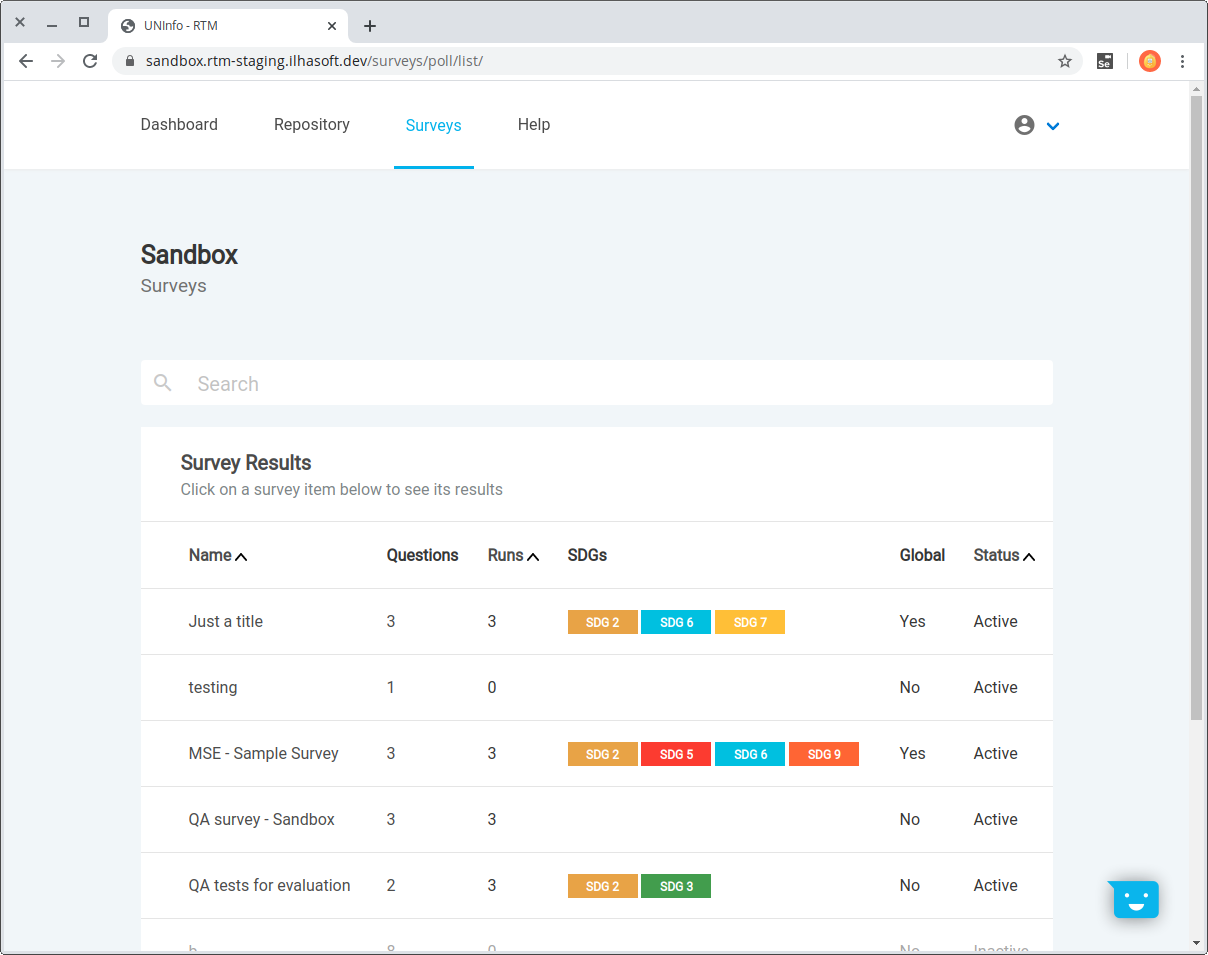 UNInfo - RTM
sandbox.rtm-staging.ilhasoft.dev/surveys/poll/list/
Se
Dashboard Repository Surveys Help
Sandbox
Surveys
Search
Survey Results
Click on a survey item below to see its results
Name Questions Runs SDGs Global Status
Just a title 3 3 SDG 2 SDG 6 SDG 7 Yes Active
testing 1 0 No Active
MSE - Sample Survey 3 3 SDG 2 SDG 5 SDG 6 SDG 9 Yes Active
QA survey - Sandbox 3 3 No Active
QA tests for evaluation 2 3 SDG 2 SDG 3 No Active
8 0 No Inactive